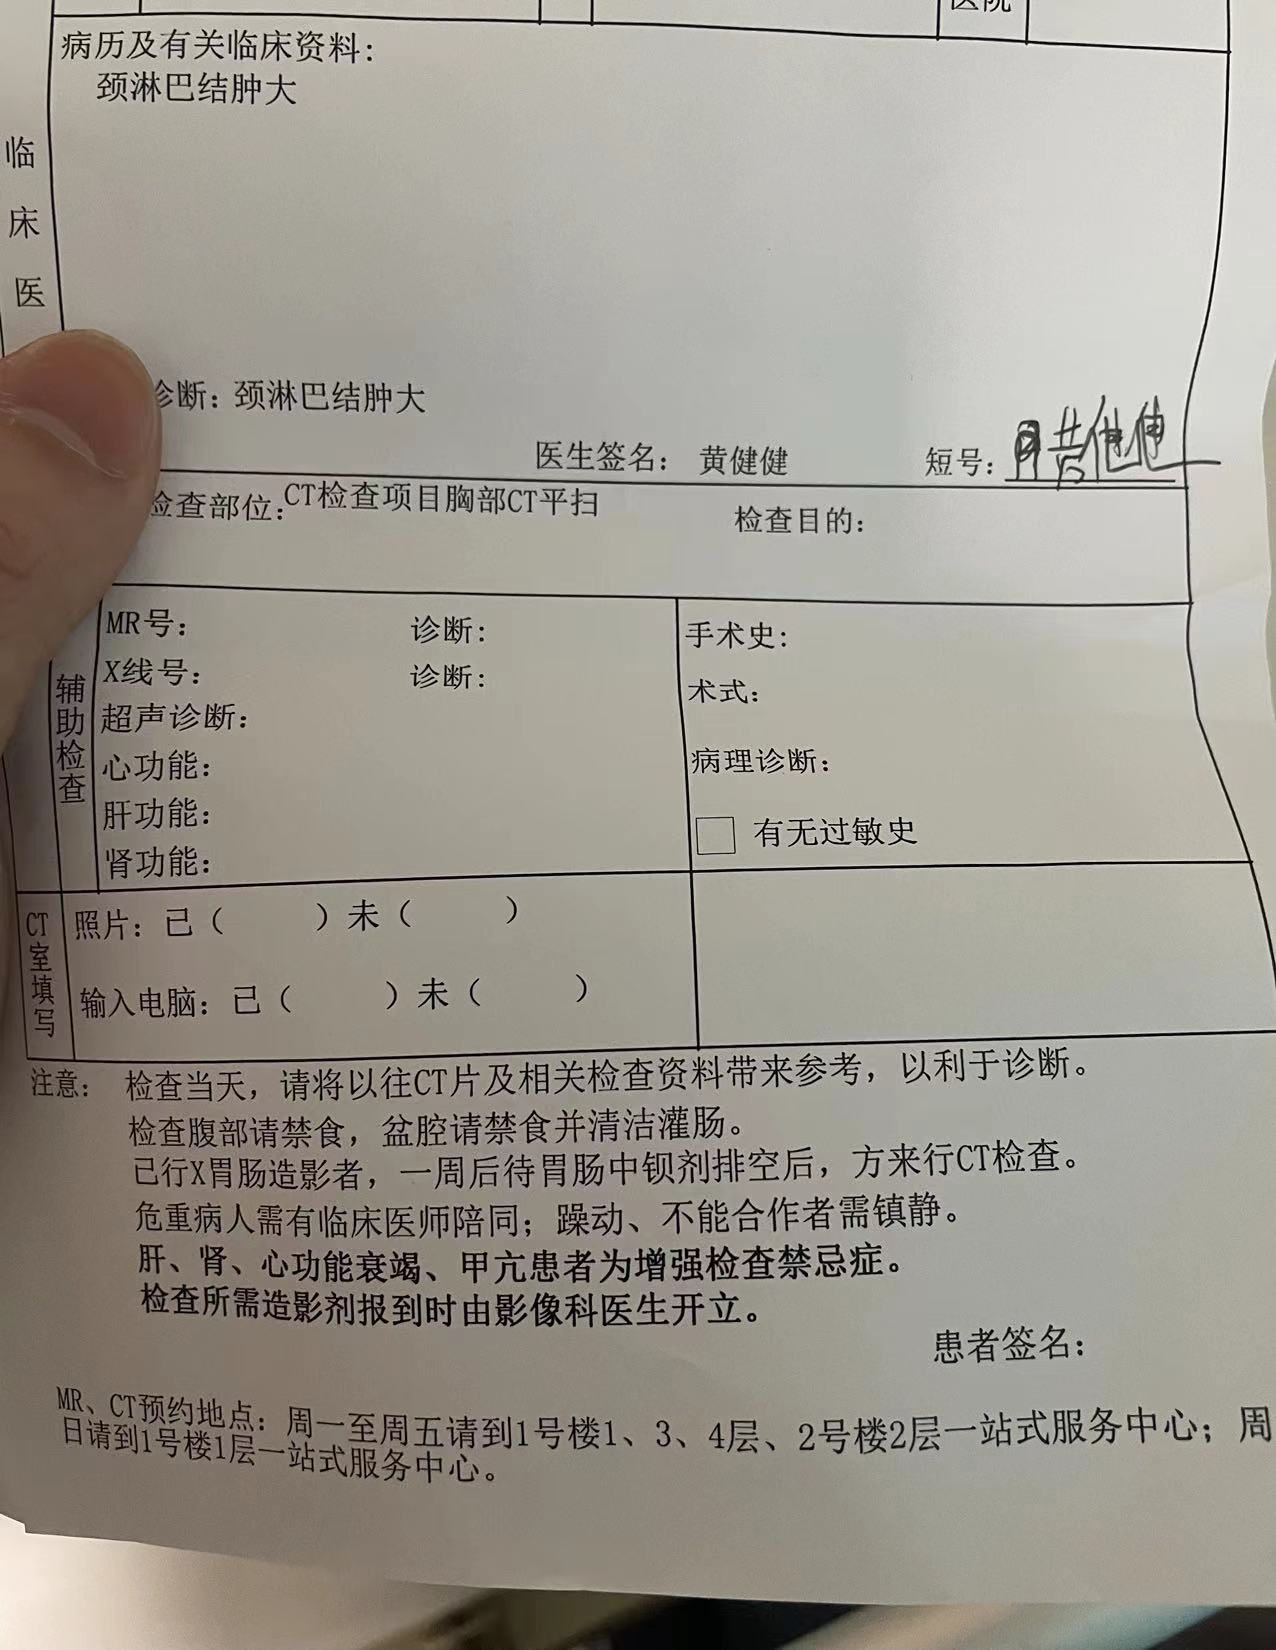 医院
病历及有关临床资料:
颈淋巴结肿大
临
床
医
诊断: 颈淋巴结肿大
医生签名: 黄健健 短号: 黄健健
检查部位:CT检查项目胸部CT平扫 检查目的:
辅助检查
MR号: 诊断:
X线号: 诊断:
超声诊断:
心功能:
肝功能:
肾功能:
手术史:
术式:
病理诊断:
有无过敏史
CT室填写
照片: 已( )未( )
输入电脑: 已( )未( )
注意: 检查当天, 请将以往CT片及相关检查资料带来参考, 以利于诊断。
检查腹部请禁食, 盆腔请禁食并清洁灌肠。
已行X胃肠造影者, 一周后待胃肠中钡剂排空后, 方来行CT检查。
危重病人需有临床医师陪同; 躁动、不能合作者需镇静。
肝、肾、心功能衰竭、甲亢患者为增强检查禁忌症。
检查所需造影剂报到时由影像科医生开立。
患者签名:
MR、CT预约地点: 周一至周五请到1号楼1、3、4层、2号楼2层一站式服务中心; 周
日请到1号楼1层一站式服务中心。